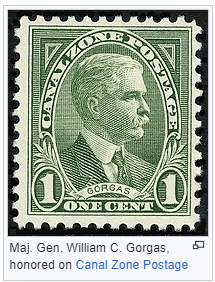 CANAL ZONE POSTAGE
GORGAS
1 1
ONE CENT
Maj. Gen. William C. Gorgas,
honored on Canal Zone Postage